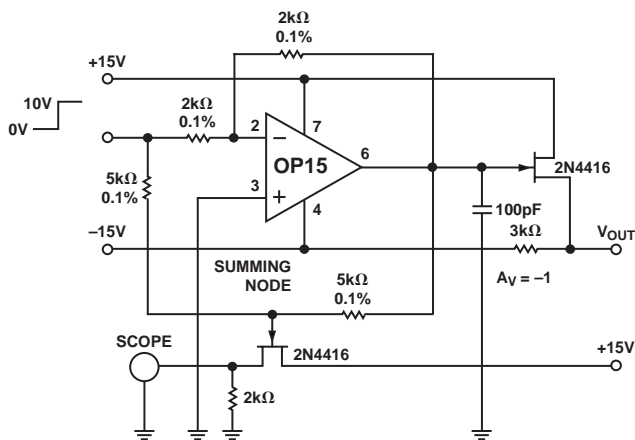 2kΩ
0.1%
+15V
10V
0V
2kΩ
0.1%
2
7
–
OP15
6
3
+
4
2N4416
5kΩ
0.1%
100pF
3kΩ
–15V
VOUT
SUMMING
NODE
5kΩ
0.1%
AV = –1
SCOPE
2N4416
+15V
2kΩ